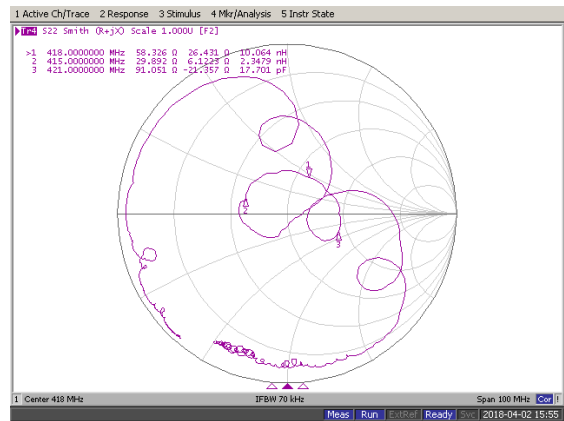 1 Active Ch/Trace 2 Response 3 Stimulus 4 Mkr/Analysis 5 Instr State
Tr4 S22 Smith (R+jX) Scale 1.000U [F2]
>1 418.0000000 MHz 58.326 Ω 26.431 Ω 10.064 nH
2 415.0000000 MHz 29.892 Ω 6.1223 Ω 2.3479 nH
3 421.0000000 MHz 91.051 Ω -21.357 Ω 17.701 pF
1
2
3
1 Center 418 MHz IFBW 70 kHz Span 100 MHz Cor !
Meas Run ExtRef Ready Svc 2018-04-02 15:55